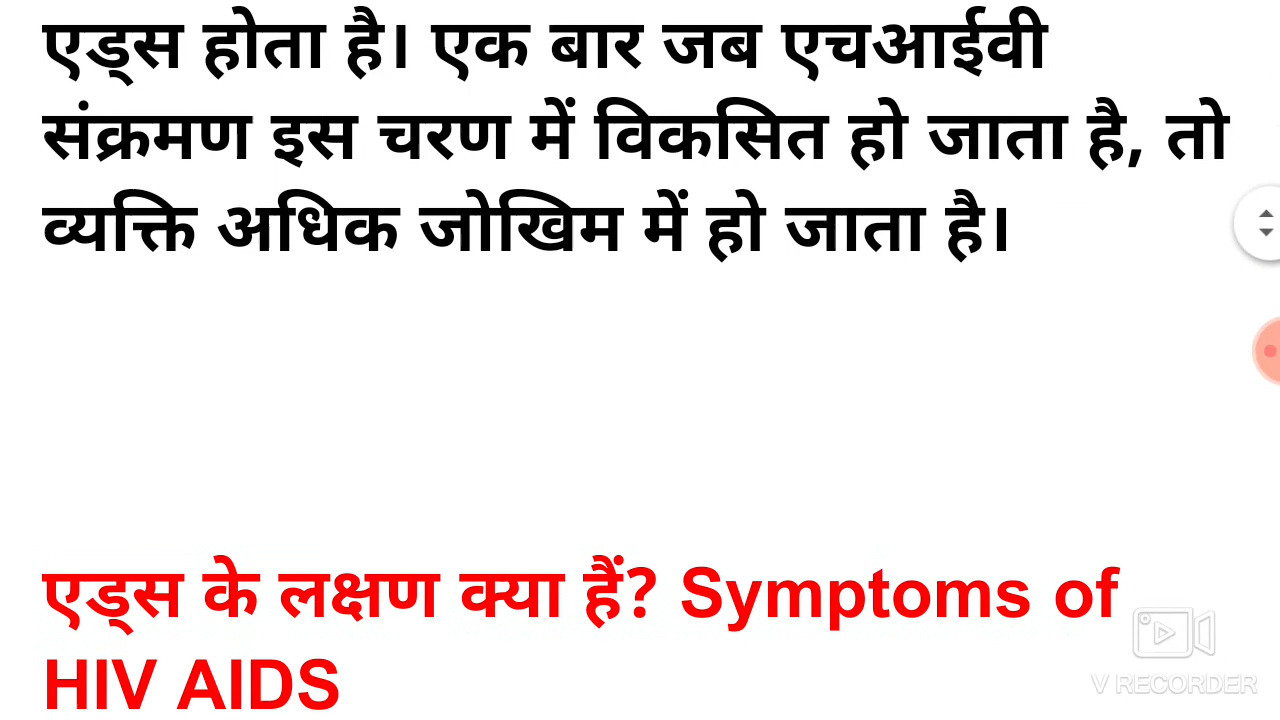 एड्स होता है। एक बार जब एचआईवी
संक्रमण इस चरण में विकसित हो जाता है, तो
व्यक्ति अधिक जोखिम में हो जाता है।
एड्स के लक्षण क्या हैं? Symptoms of
HIV AIDS
V RECORDER